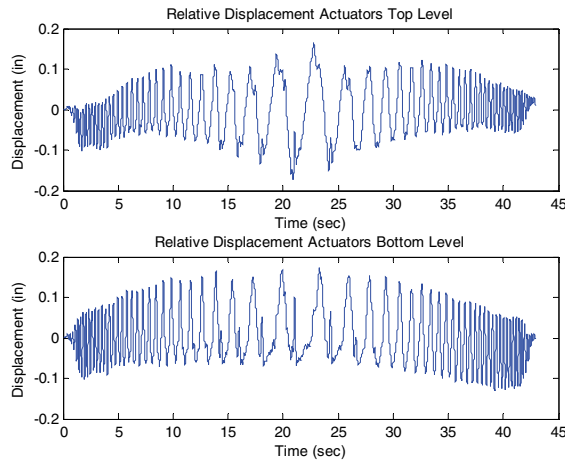 Relative Displacement Actuators Top Level
Displacement (in)
0.2
0.1
0
-0.1
-0.2
0 5 10 15 20 25 30 35 40 45
Time (sec)
Relative Displacement Actuators Bottom Level
Displacement (in)
0.2
0.1
0
-0.1
-0.2
0 5 10 15 20 25 30 35 40 45
Time (sec)